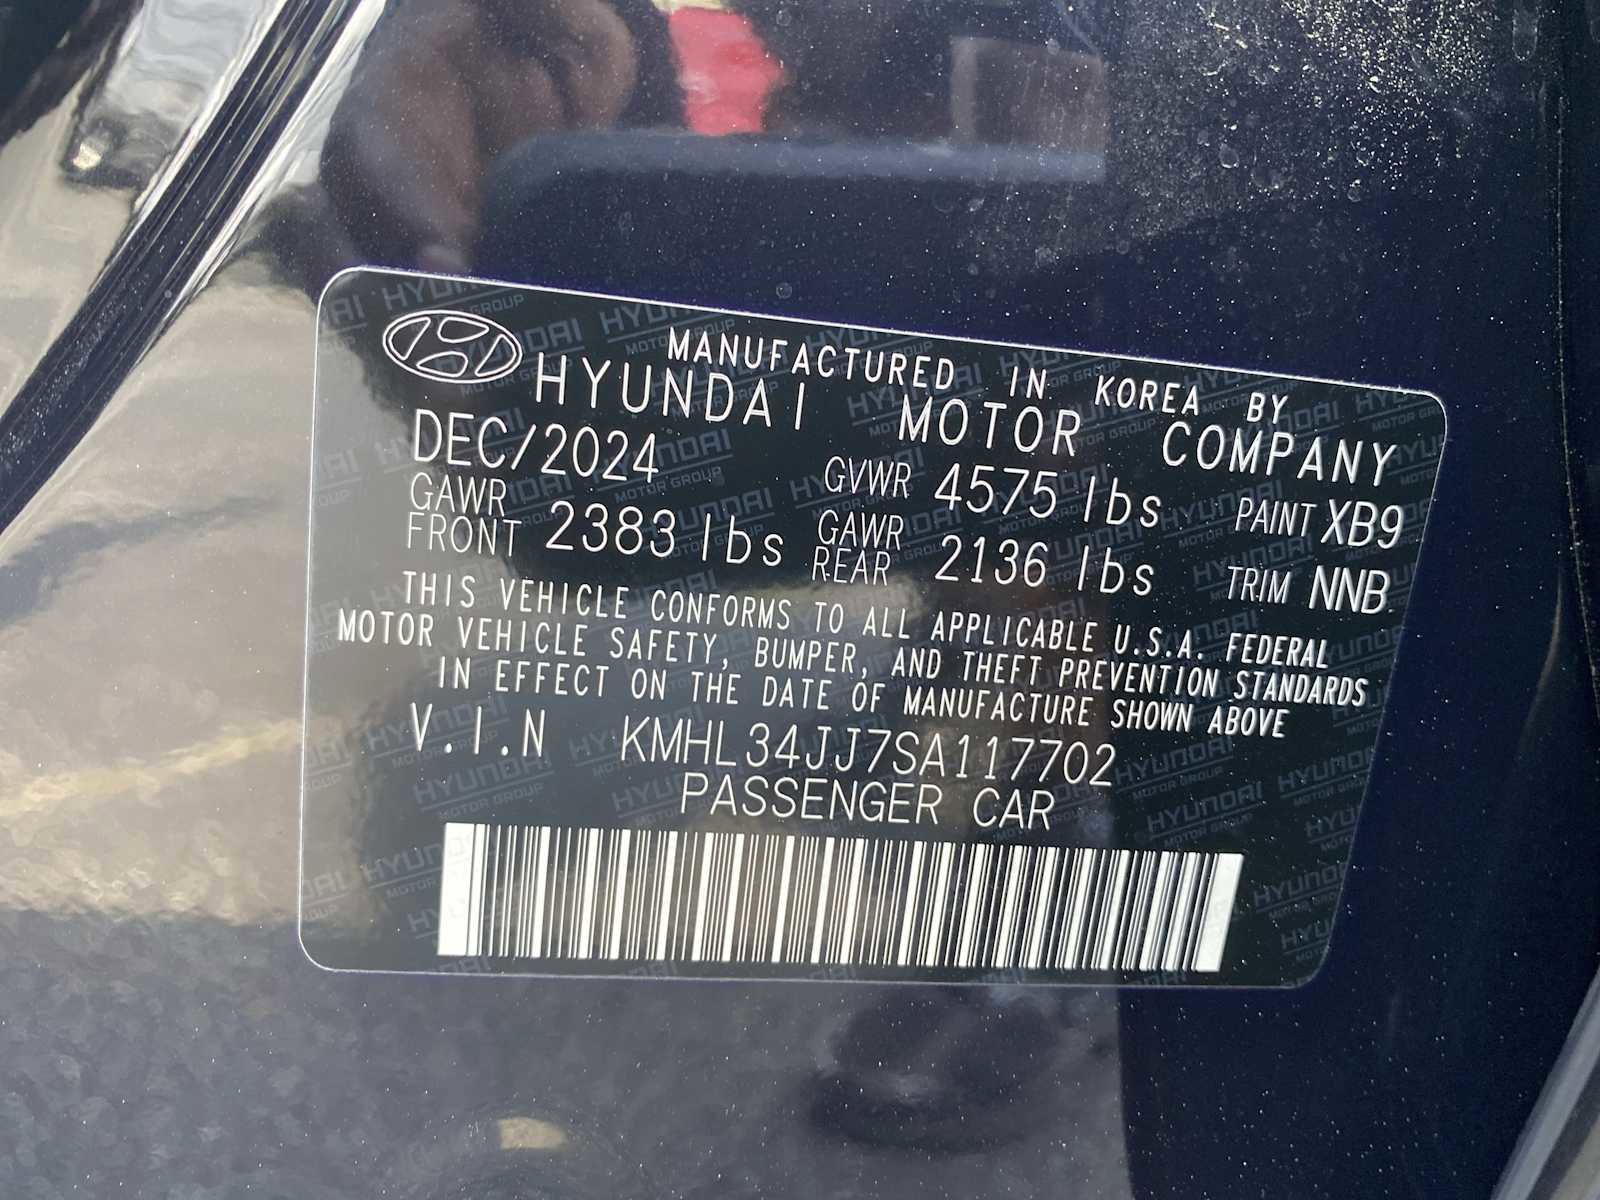 MANUFACTURED IN KOREA BY
HYUNDAI MOTOR COMPANY
DEC/2024 GVWR 4575 lbs PAINT XB9
GAWR FRONT 2383 lbs GAWR REAR 2136 lbs TRIM NNB
THIS VEHICLE CONFORMS TO ALL APPLICABLE U.S.A. FEDERAL
MOTOR VEHICLE SAFETY, BUMPER, AND THEFT PREVENTION STANDARDS
IN EFFECT ON THE DATE OF MANUFACTURE SHOWN ABOVE
V.I.N KMHL34JJ7SA117702
PASSENGER CAR